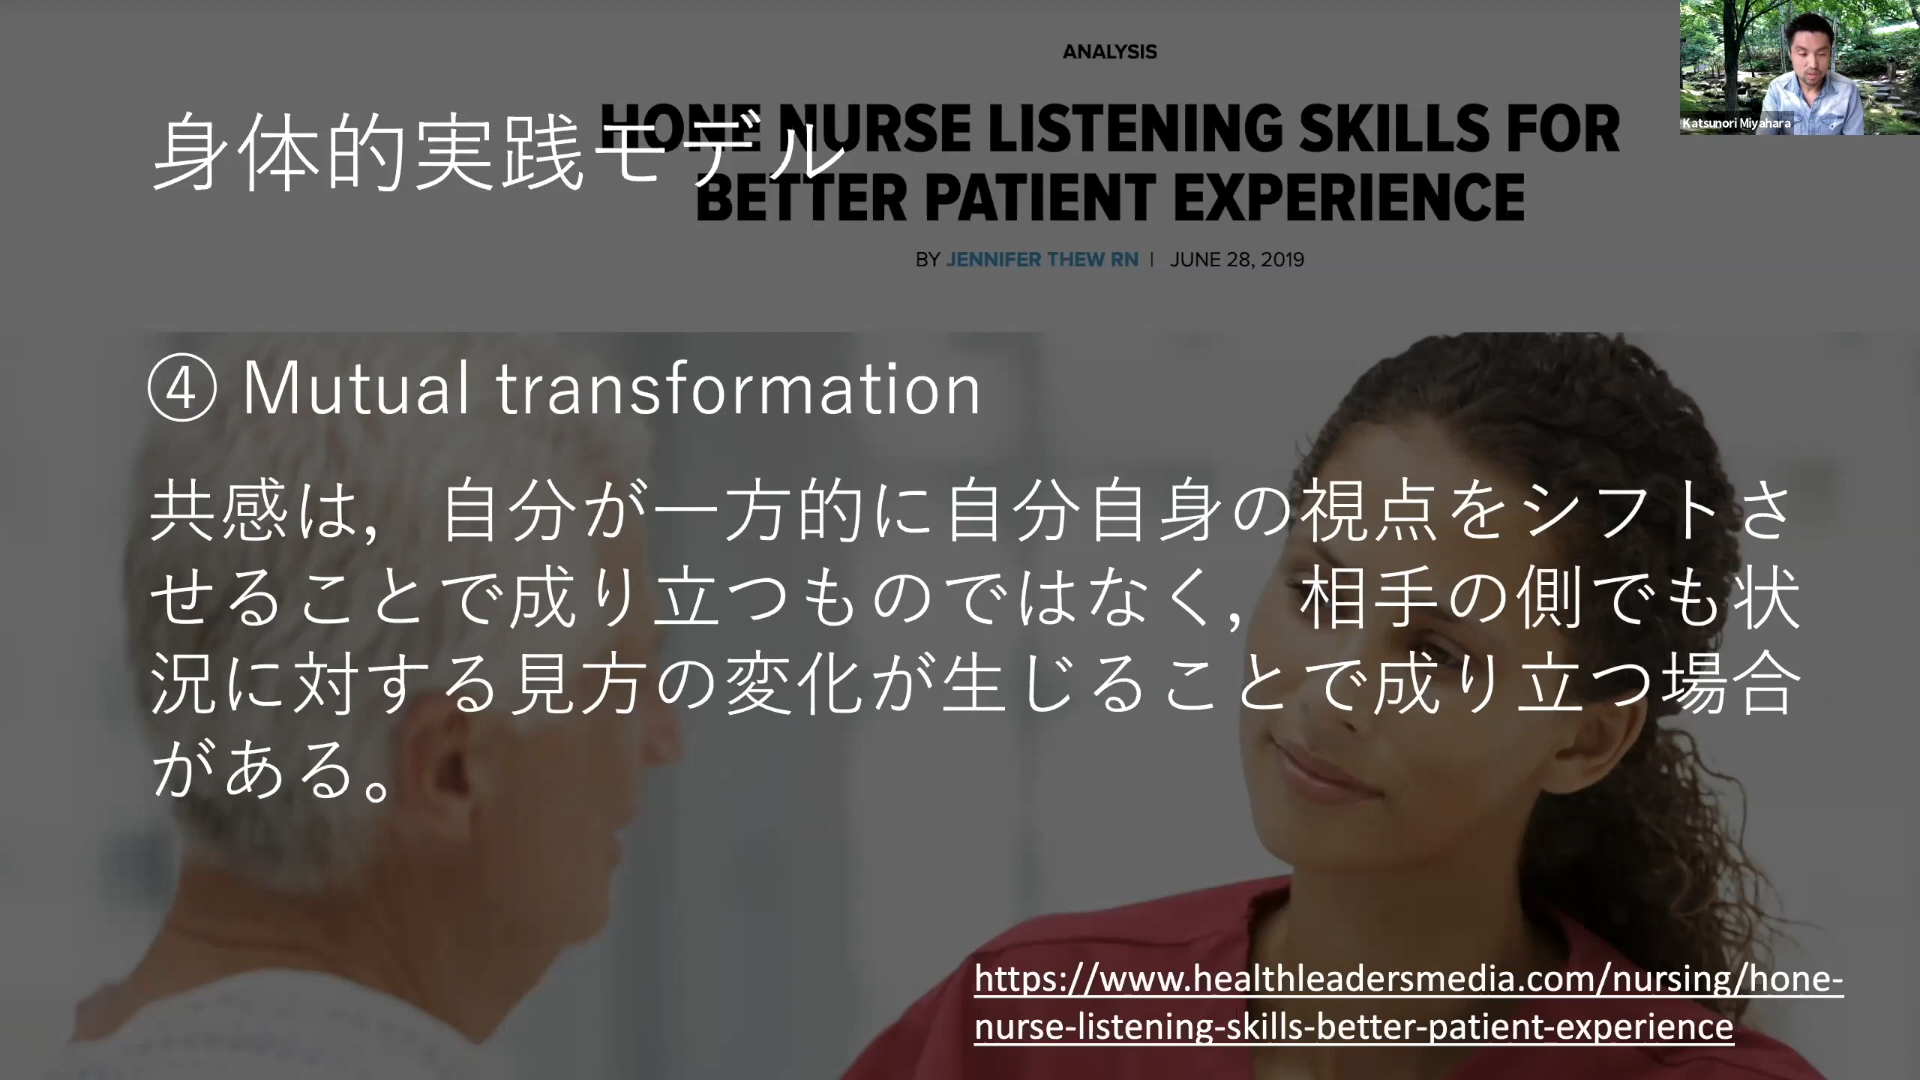 ANALYSIS
HONE NURSE LISTENING SKILLS FOR
BETTER PATIENT EXPERIENCE
BY JENNIFER THEW RN | JUNE 28, 2019
Katsunori Miyahara
身体的実践モデル
④ Mutual transformation
共感は，自分が一方的に自分自身の視点をシフトさ
せることで成り立つものではなく，相手の側でも状
況に対する見方の変化が生じることで成り立つ場合
がある。
https://www.healthleadersmedia.com/nursing/hone-
nurse-listening-skills-better-patient-experience